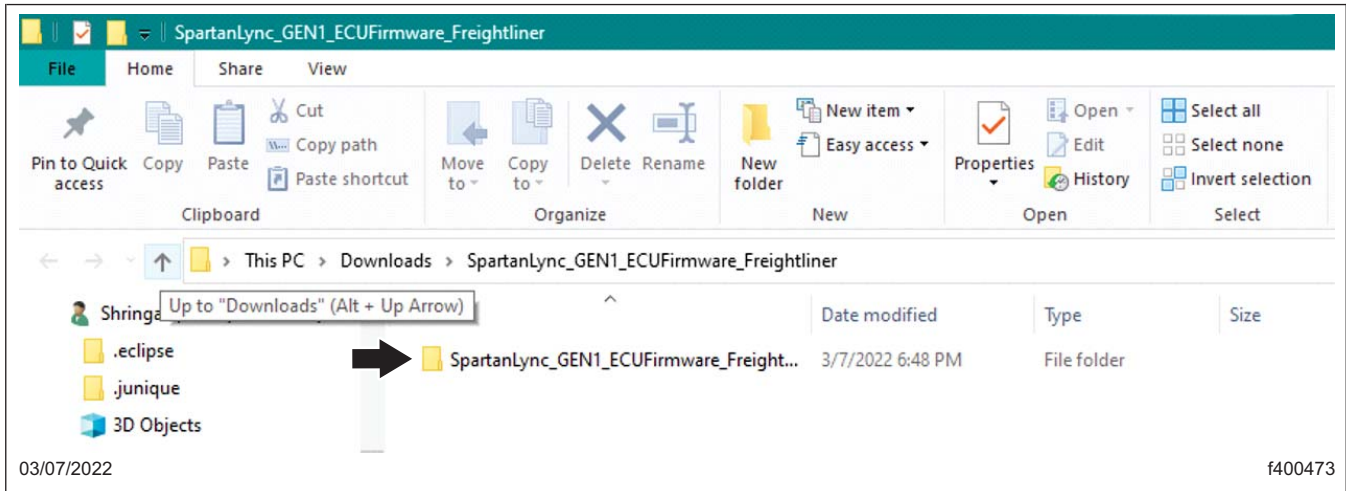 SpartanLync_GEN1_ECUFirmware_Freightliner
File Home Share View
Pin to Quick access
Copy
Paste
Cut
Copy path
Paste shortcut
Move to
Copy to
Delete
Rename
New folder
New item
Easy access
Properties
Open
Edit
History
Select all
Select none
Invert selection
Clipboard Organize New Open Select
This PC > Downloads > SpartanLync_GEN1_ECUFirmware_Freightliner
Up to "Downloads" (Alt + Up Arrow)
Date modified Type Size
Shringa
.eclipse
.junique
3D Objects
SpartanLync_GEN1_ECUFirmware_Freight... 3/7/2022 6:48 PM File folder
03/07/2022 f400473